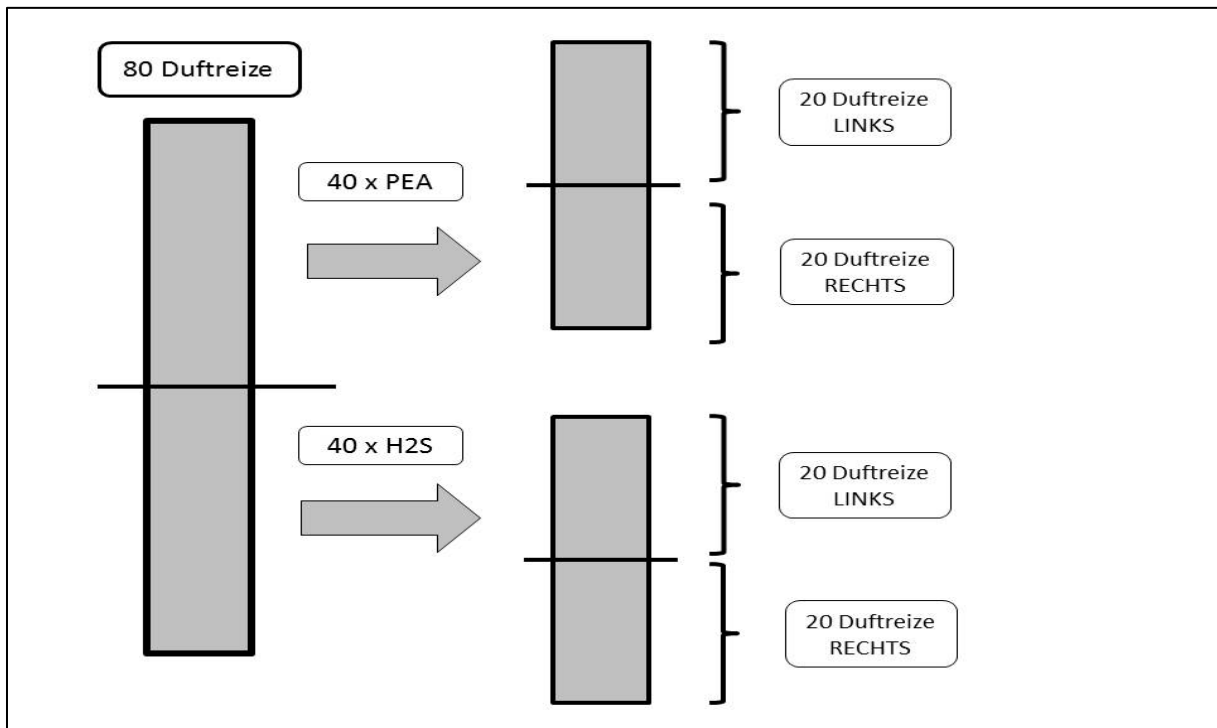 80 Duftreize
40 x PEA
20 Duftreize
LINKS
20 Duftreize
RECHTS
40 x H2S
20 Duftreize
LINKS
20 Duftreize
RECHTS